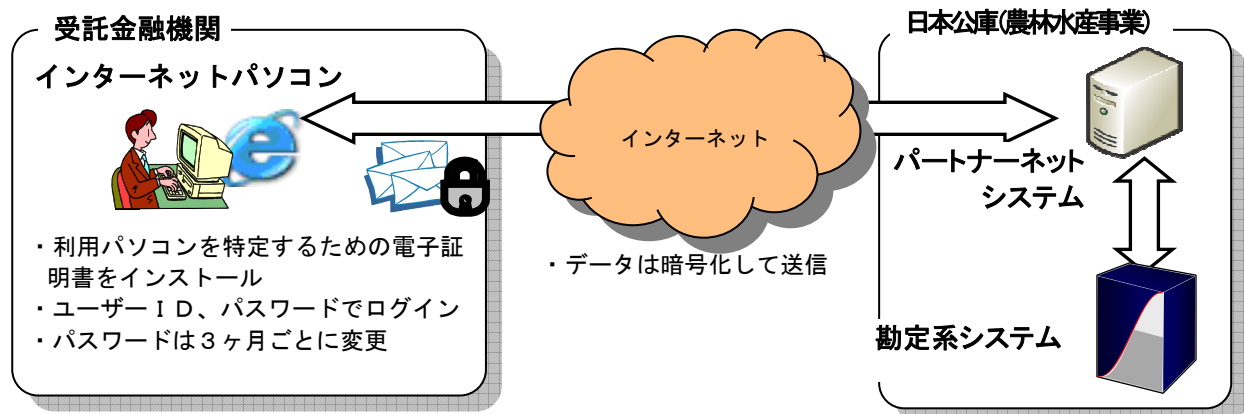 受託金融機関
インターネットパソコン
・利用パソコンを特定するための電子証
明書をインストール
・ユーザーＩＤ、パスワードでログイン
・パスワードは３ヶ月ごとに変更
インターネット
・データは暗号化して送信
日本公庫(農林水産事業)
パートナーネット
システム
勘定系システム